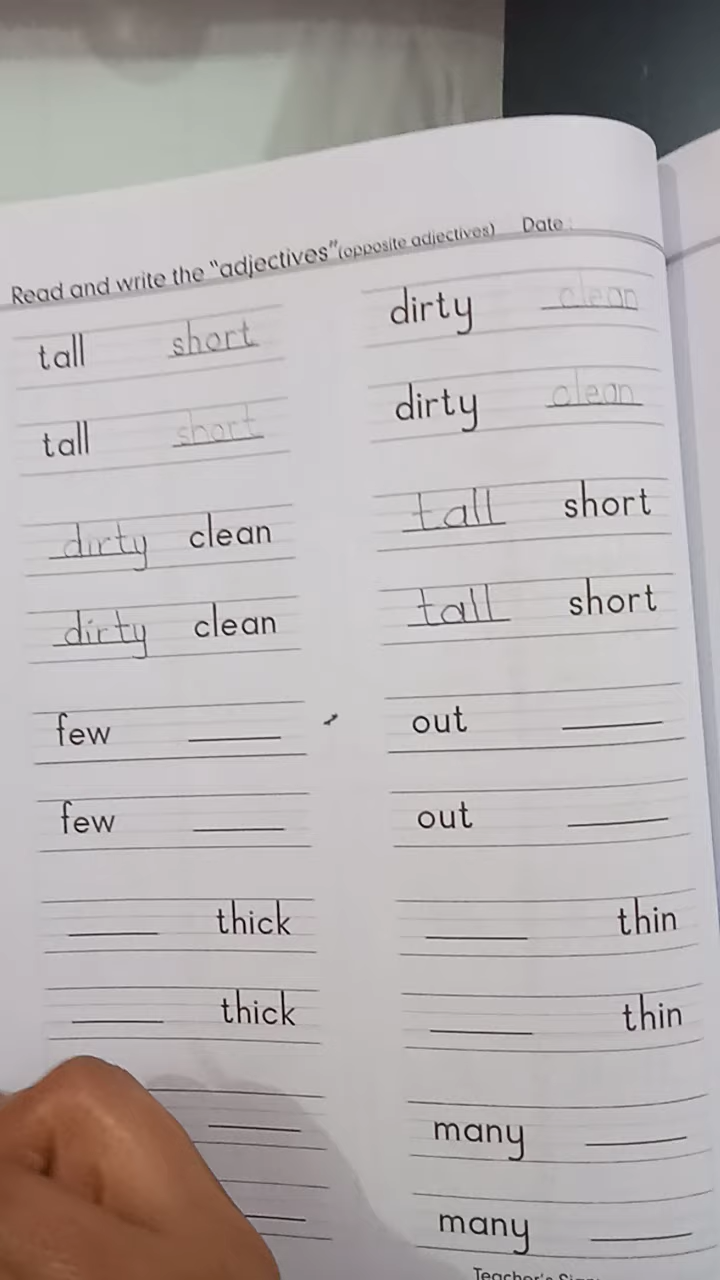 Read and write the "adjectives"(opposite adjectives) Date :
tall short dirty clean
tall short dirty clean
dirty clean tall short
dirty clean tall short
few out
few out
thick thin
thick thin
many
many
Teacher's